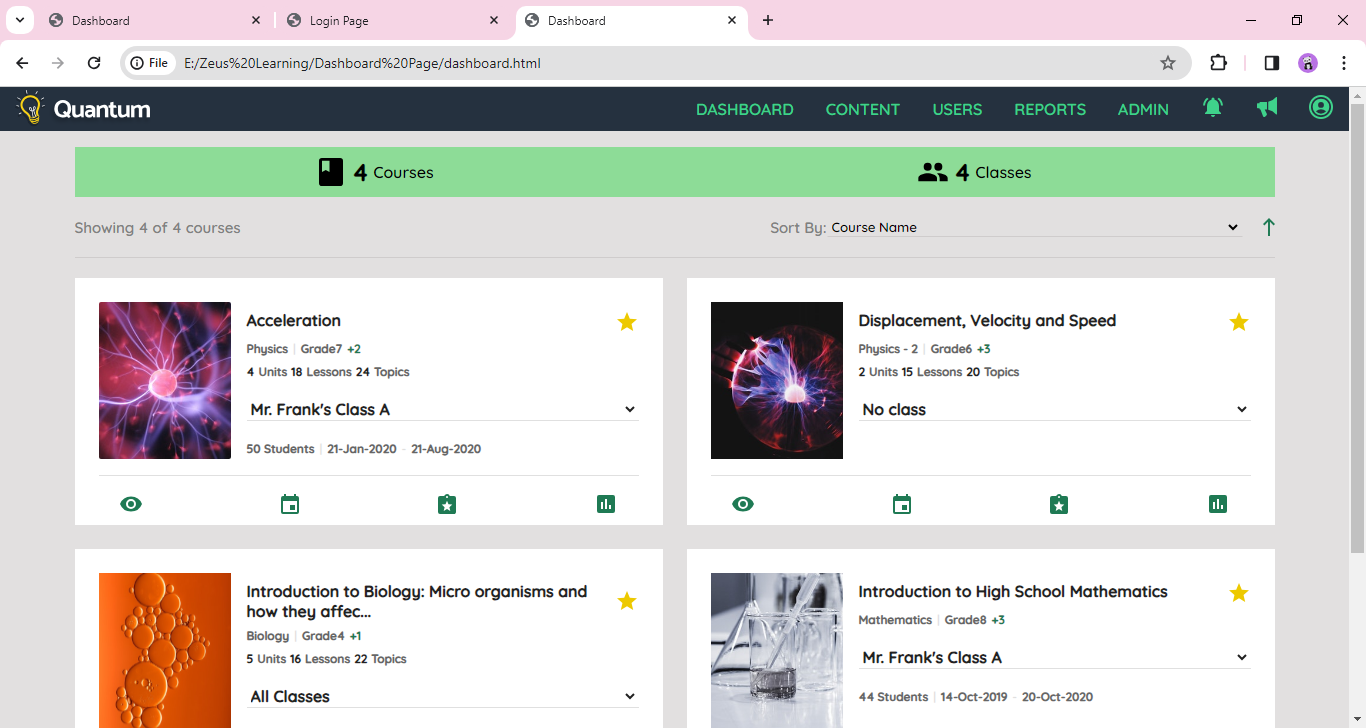 Dashboard
Login Page
Dashboard
File E:/Zeus%20Learning/Dashboard%20Page/dashboard.html
Quantum DASHBOARD CONTENT USERS REPORTS ADMIN
4 Courses
4 Classes
Showing 4 of 4 courses
Sort By: Course Name
Acceleration
Physics | Grade7 +2
4 Units 18 Lessons 24 Topics
Mr. Frank's Class A
50 Students | 21-Jan-2020 - 21-Aug-2020
Displacement, Velocity and Speed
Physics - 2 | Grade6 +3
2 Units 15 Lessons 20 Topics
No class
Introduction to Biology: Micro organisms and
how they affec...
Biology | Grade4 +1
5 Units 16 Lessons 22 Topics
All Classes
Introduction to High School Mathematics
Mathematics | Grade8 +3
Mr. Frank's Class A
44 Students | 14-Oct-2019 - 20-Oct-2020